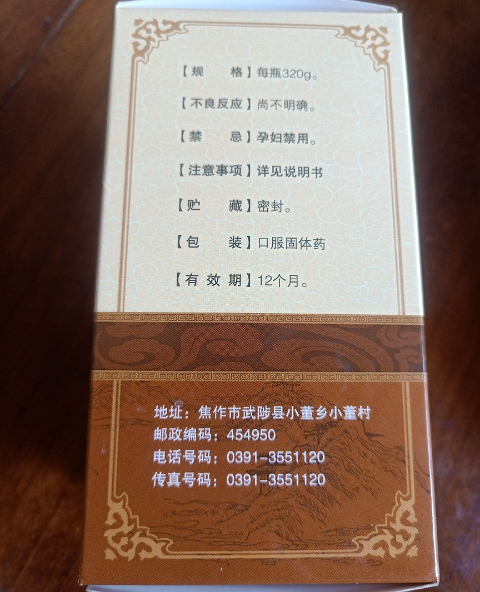 【规　　格】每瓶320g。
【不良反应】尚不明确。
【禁　　忌】孕妇禁用。
【注意事项】详见说明书
【贮　　藏】密封。
【包　　装】口服固体药
【有 效 期】12个月。
地址：焦作市武陟县小董乡小董村
邮政编码：454950
电话号码：0391-3551120
传真号码：0391-3551120